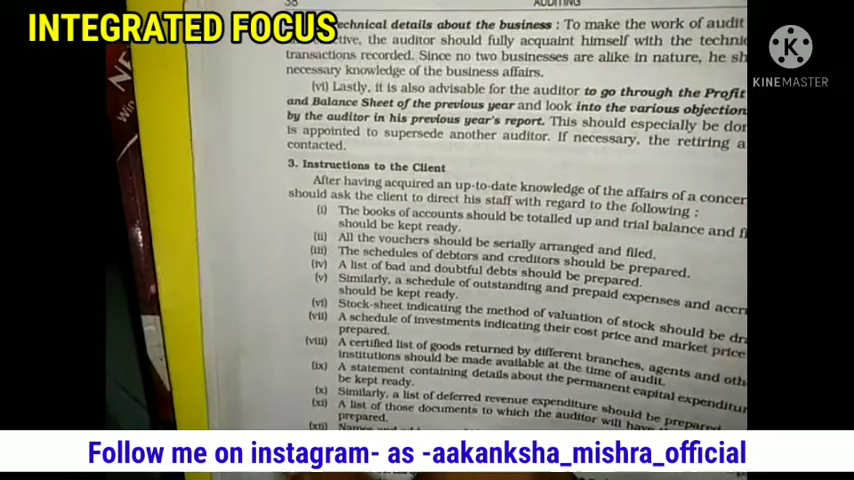 38
AUDITING
INTEGRATED FOCUS
technical details about the business : To make the work of audit
the auditor should fully acquaint himself with the
transactions recorded. Since no two businesses are alike in nature, he
necessary knowledge of the business affairs.
(vi) Lastly, it is also advisable for the auditor to go through the Profit
and Balance Sheet of the previous year and look into the various objection
by the auditor in his previous year's report. This should especially be
is appointed to supersede another auditor. If necessary, the retiring
contacted.
3. Instructions to the Client
After having acquired an up-to-date knowledge of the affairs of a
should ask the client to direct his staff with regard to the following :
(i) The books of accounts should be totalled up and trial balance and
should be kept ready.
(ii) All the vouchers should be serially arranged and filed.
(iii) The schedules of debtors and creditors should be prepared.
(iv) A list of bad and doubtful debts should be prepared.
(v) Similarly, a schedule of outstanding and prepaid expenses and
should be kept ready.
(vi) Stock-sheet indicating the method of valuation of stock should be
(vii) A schedule of investments indicating their cost price and market price
prepared.
(viii) A certified list of goods returned by different branches, agents and
institutions should be made available at the time of audit.
(ix) A statement containing details about the permanent capital
be kept ready.
(x) Similarly, a list of deferred revenue expenditure should be
(xi) A list of those documents to which the auditor will
prepared.
(xii) Names
K
KINEMASTER
Follow me on instagram- as -aakanksha_mishra_official